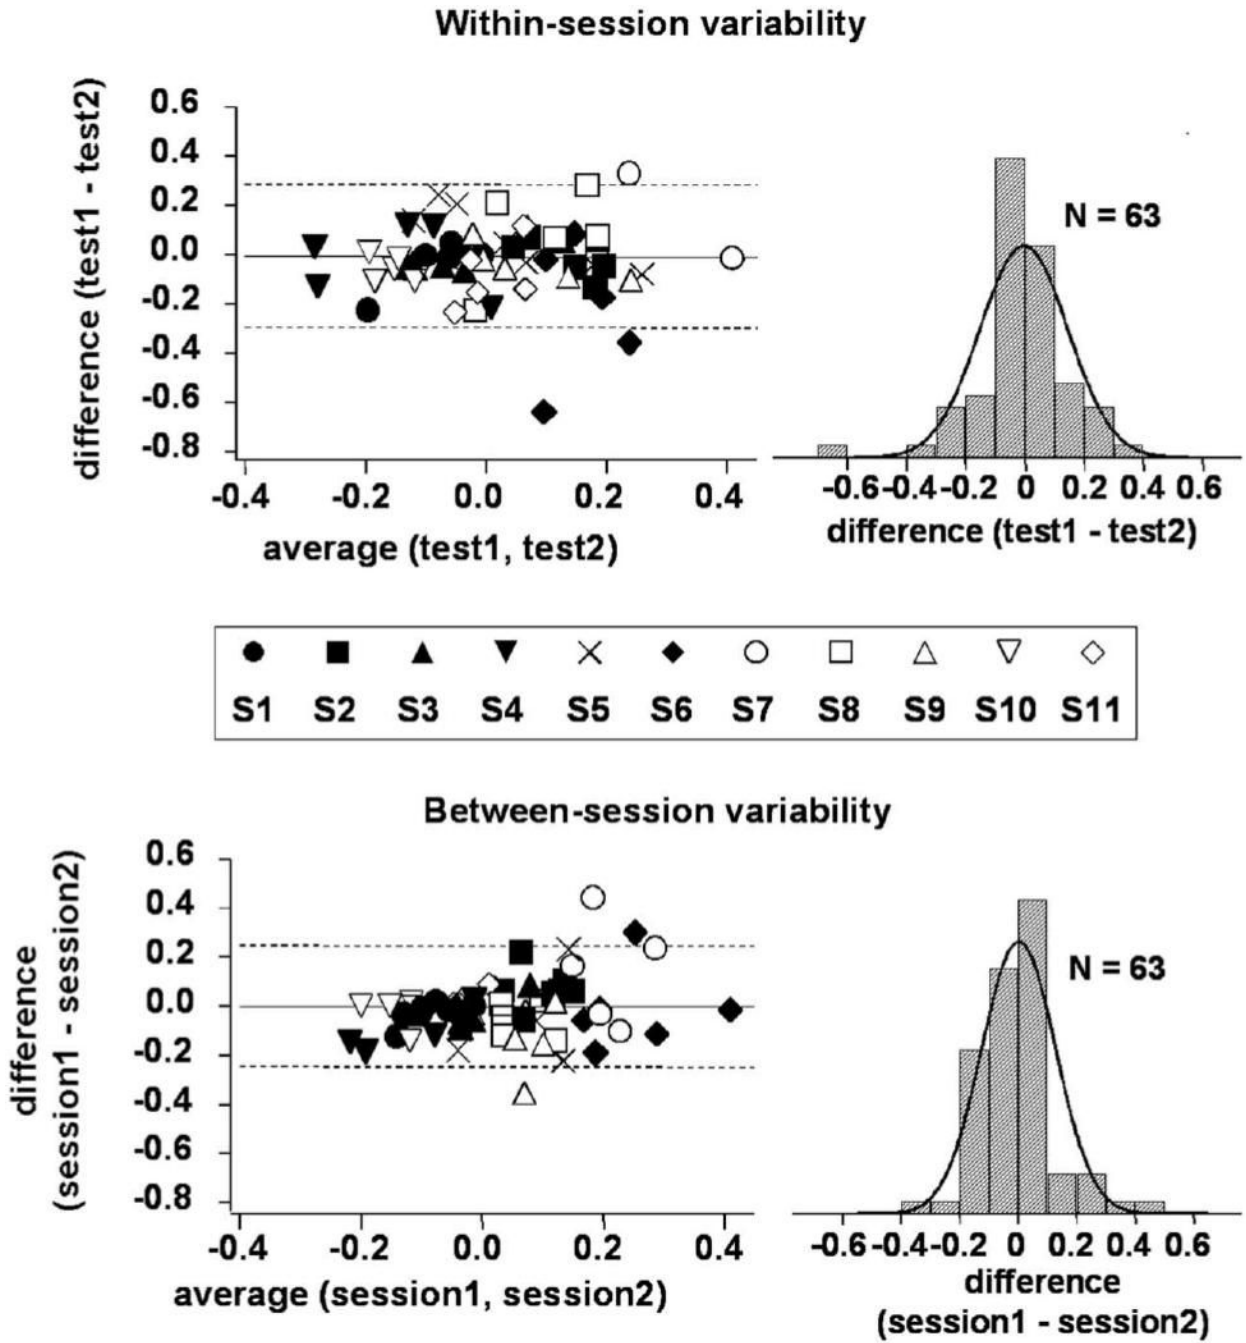 Within-session variability
difference (test1 - test2)
0.6
0.4
0.2
0.0
-0.2
-0.4
-0.6
-0.8
-0.4 -0.2 0.0 0.2 0.4
average (test1, test2)
N = 63
-0.6 -0.4 -0.2 0 0.2 0.4 0.6
difference (test1 - test2)
S1 S2 S3 S4 S5 S6 S7 S8 S9 S10 S11
Between-session variability
difference
(session1 - session2)
0.6
0.4
0.2
0.0
-0.2
-0.4
-0.6
-0.8
-0.4 -0.2 0.0 0.2 0.4
average (session1, session2)
N = 63
-0.6 -0.4 -0.2 0 0.2 0.4 0.6
difference
(session1 - session2)